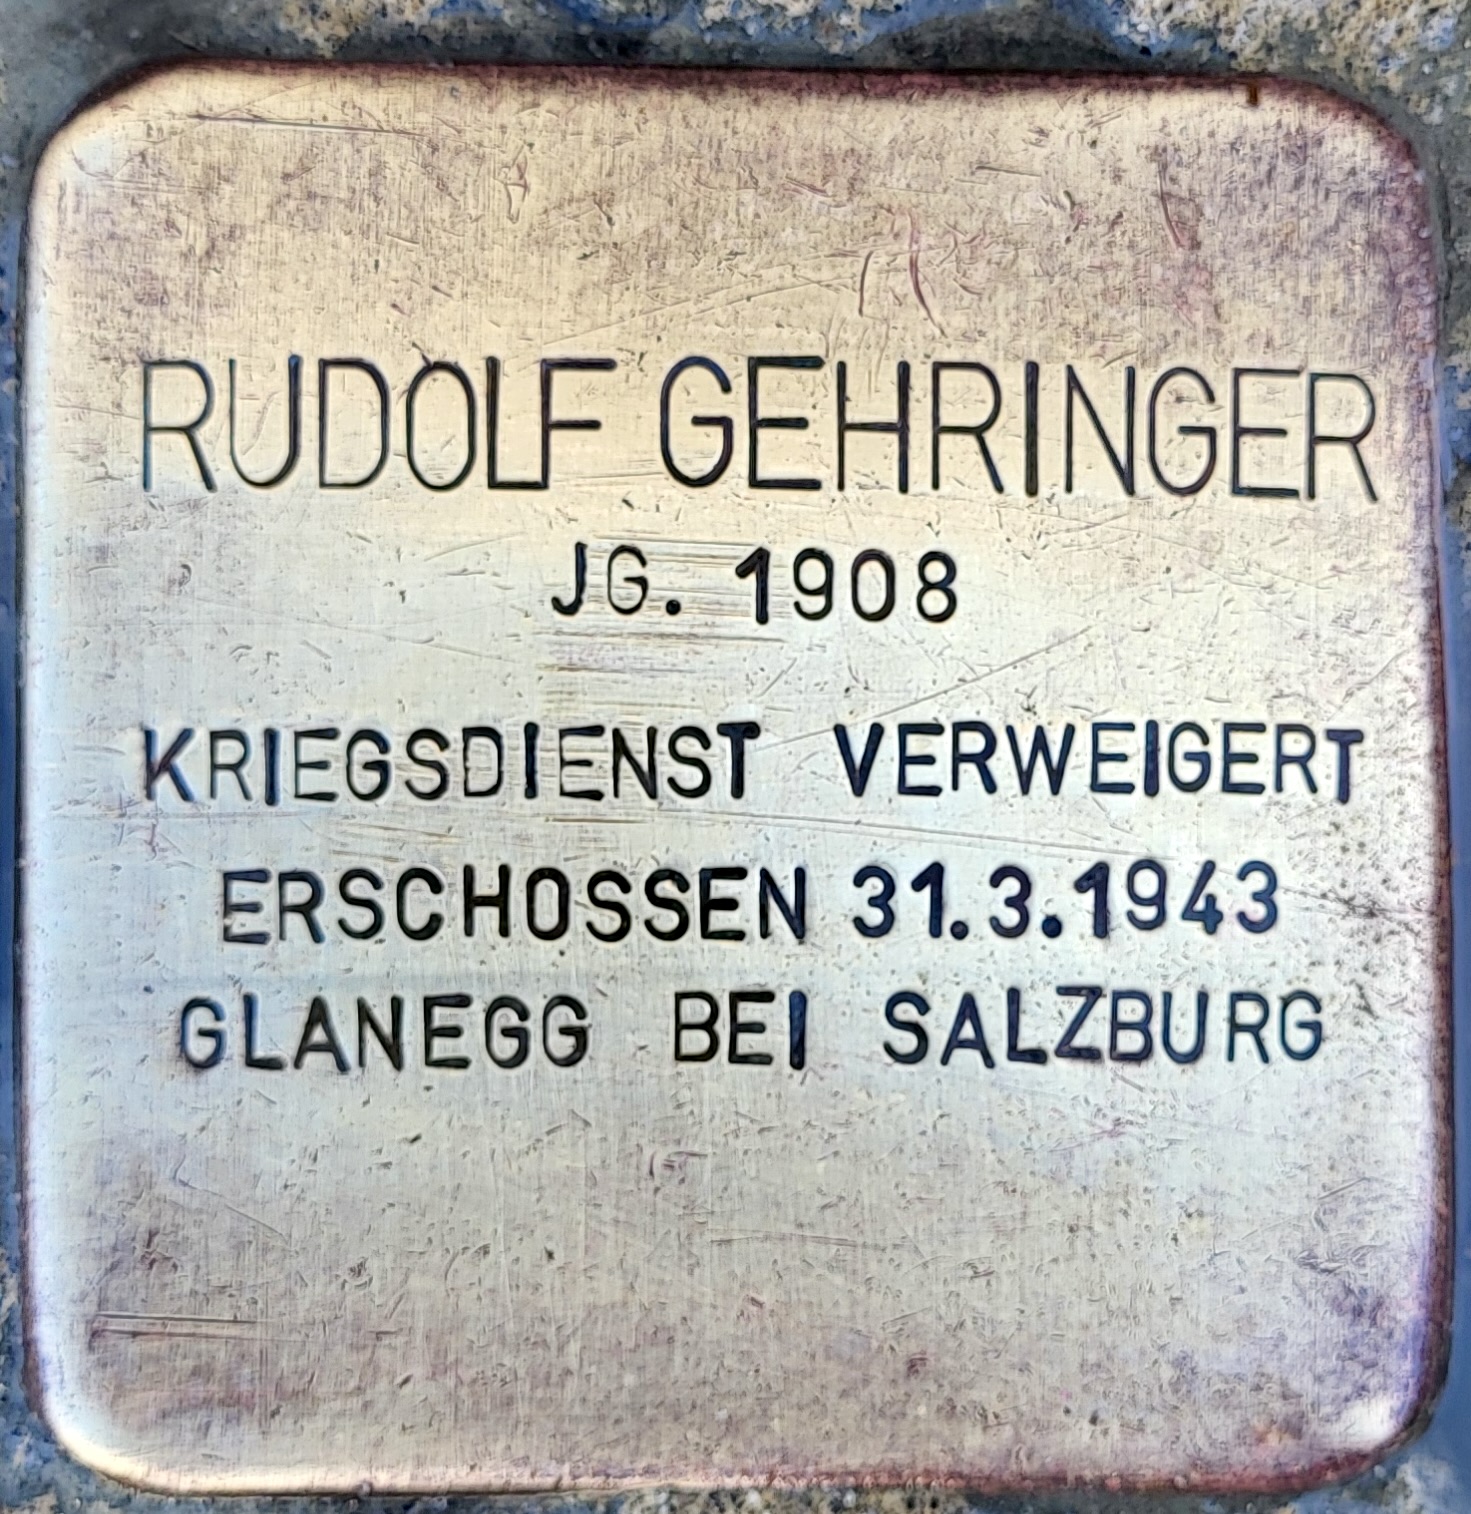 RUDOLF GEHRINGER
JG. 1908
KRIEGSDIENST VERWEIGERT
ERSCHOSSEN 31.3.1943
GLANEGG BEI SALZBURG